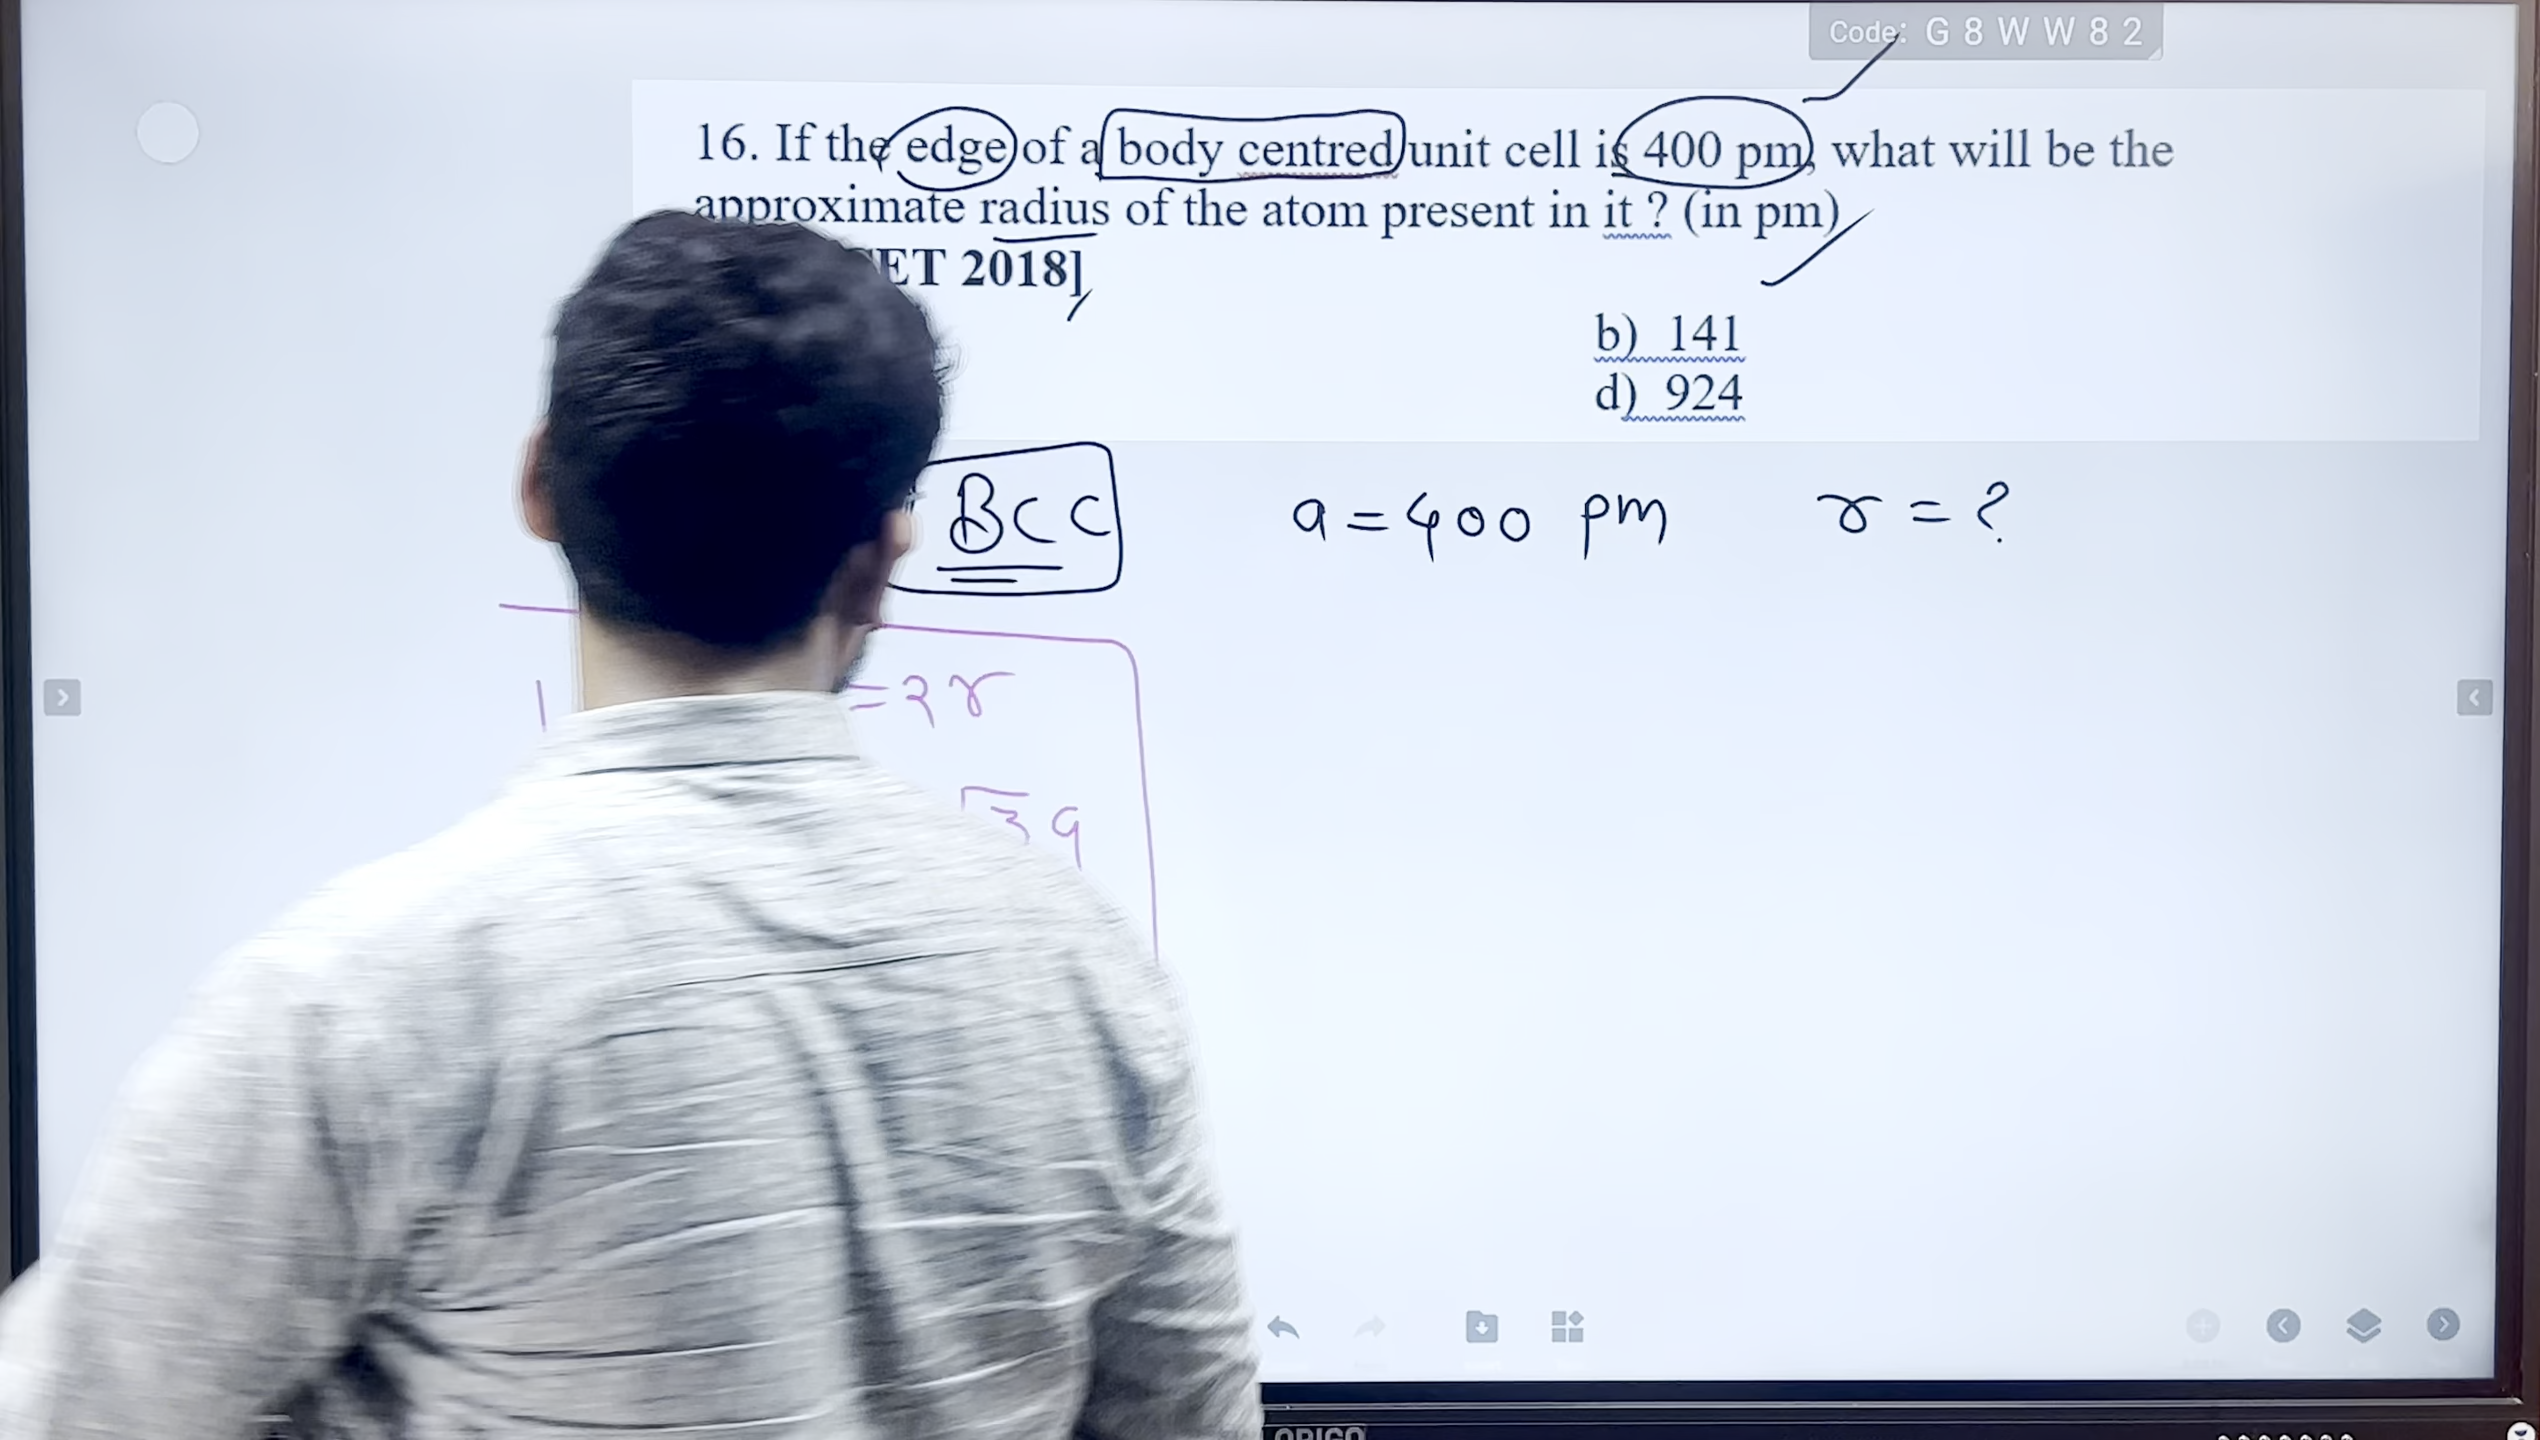 Code: G 8 W W 8 2
16. If the edge of a body centred unit cell is 400 pm, what will be the
approximate radius of the atom present in it ? (in pm)
ET 2018]
b) 141
d) 924
BCC a = 400 pm r = ?
= 2r
√3 a